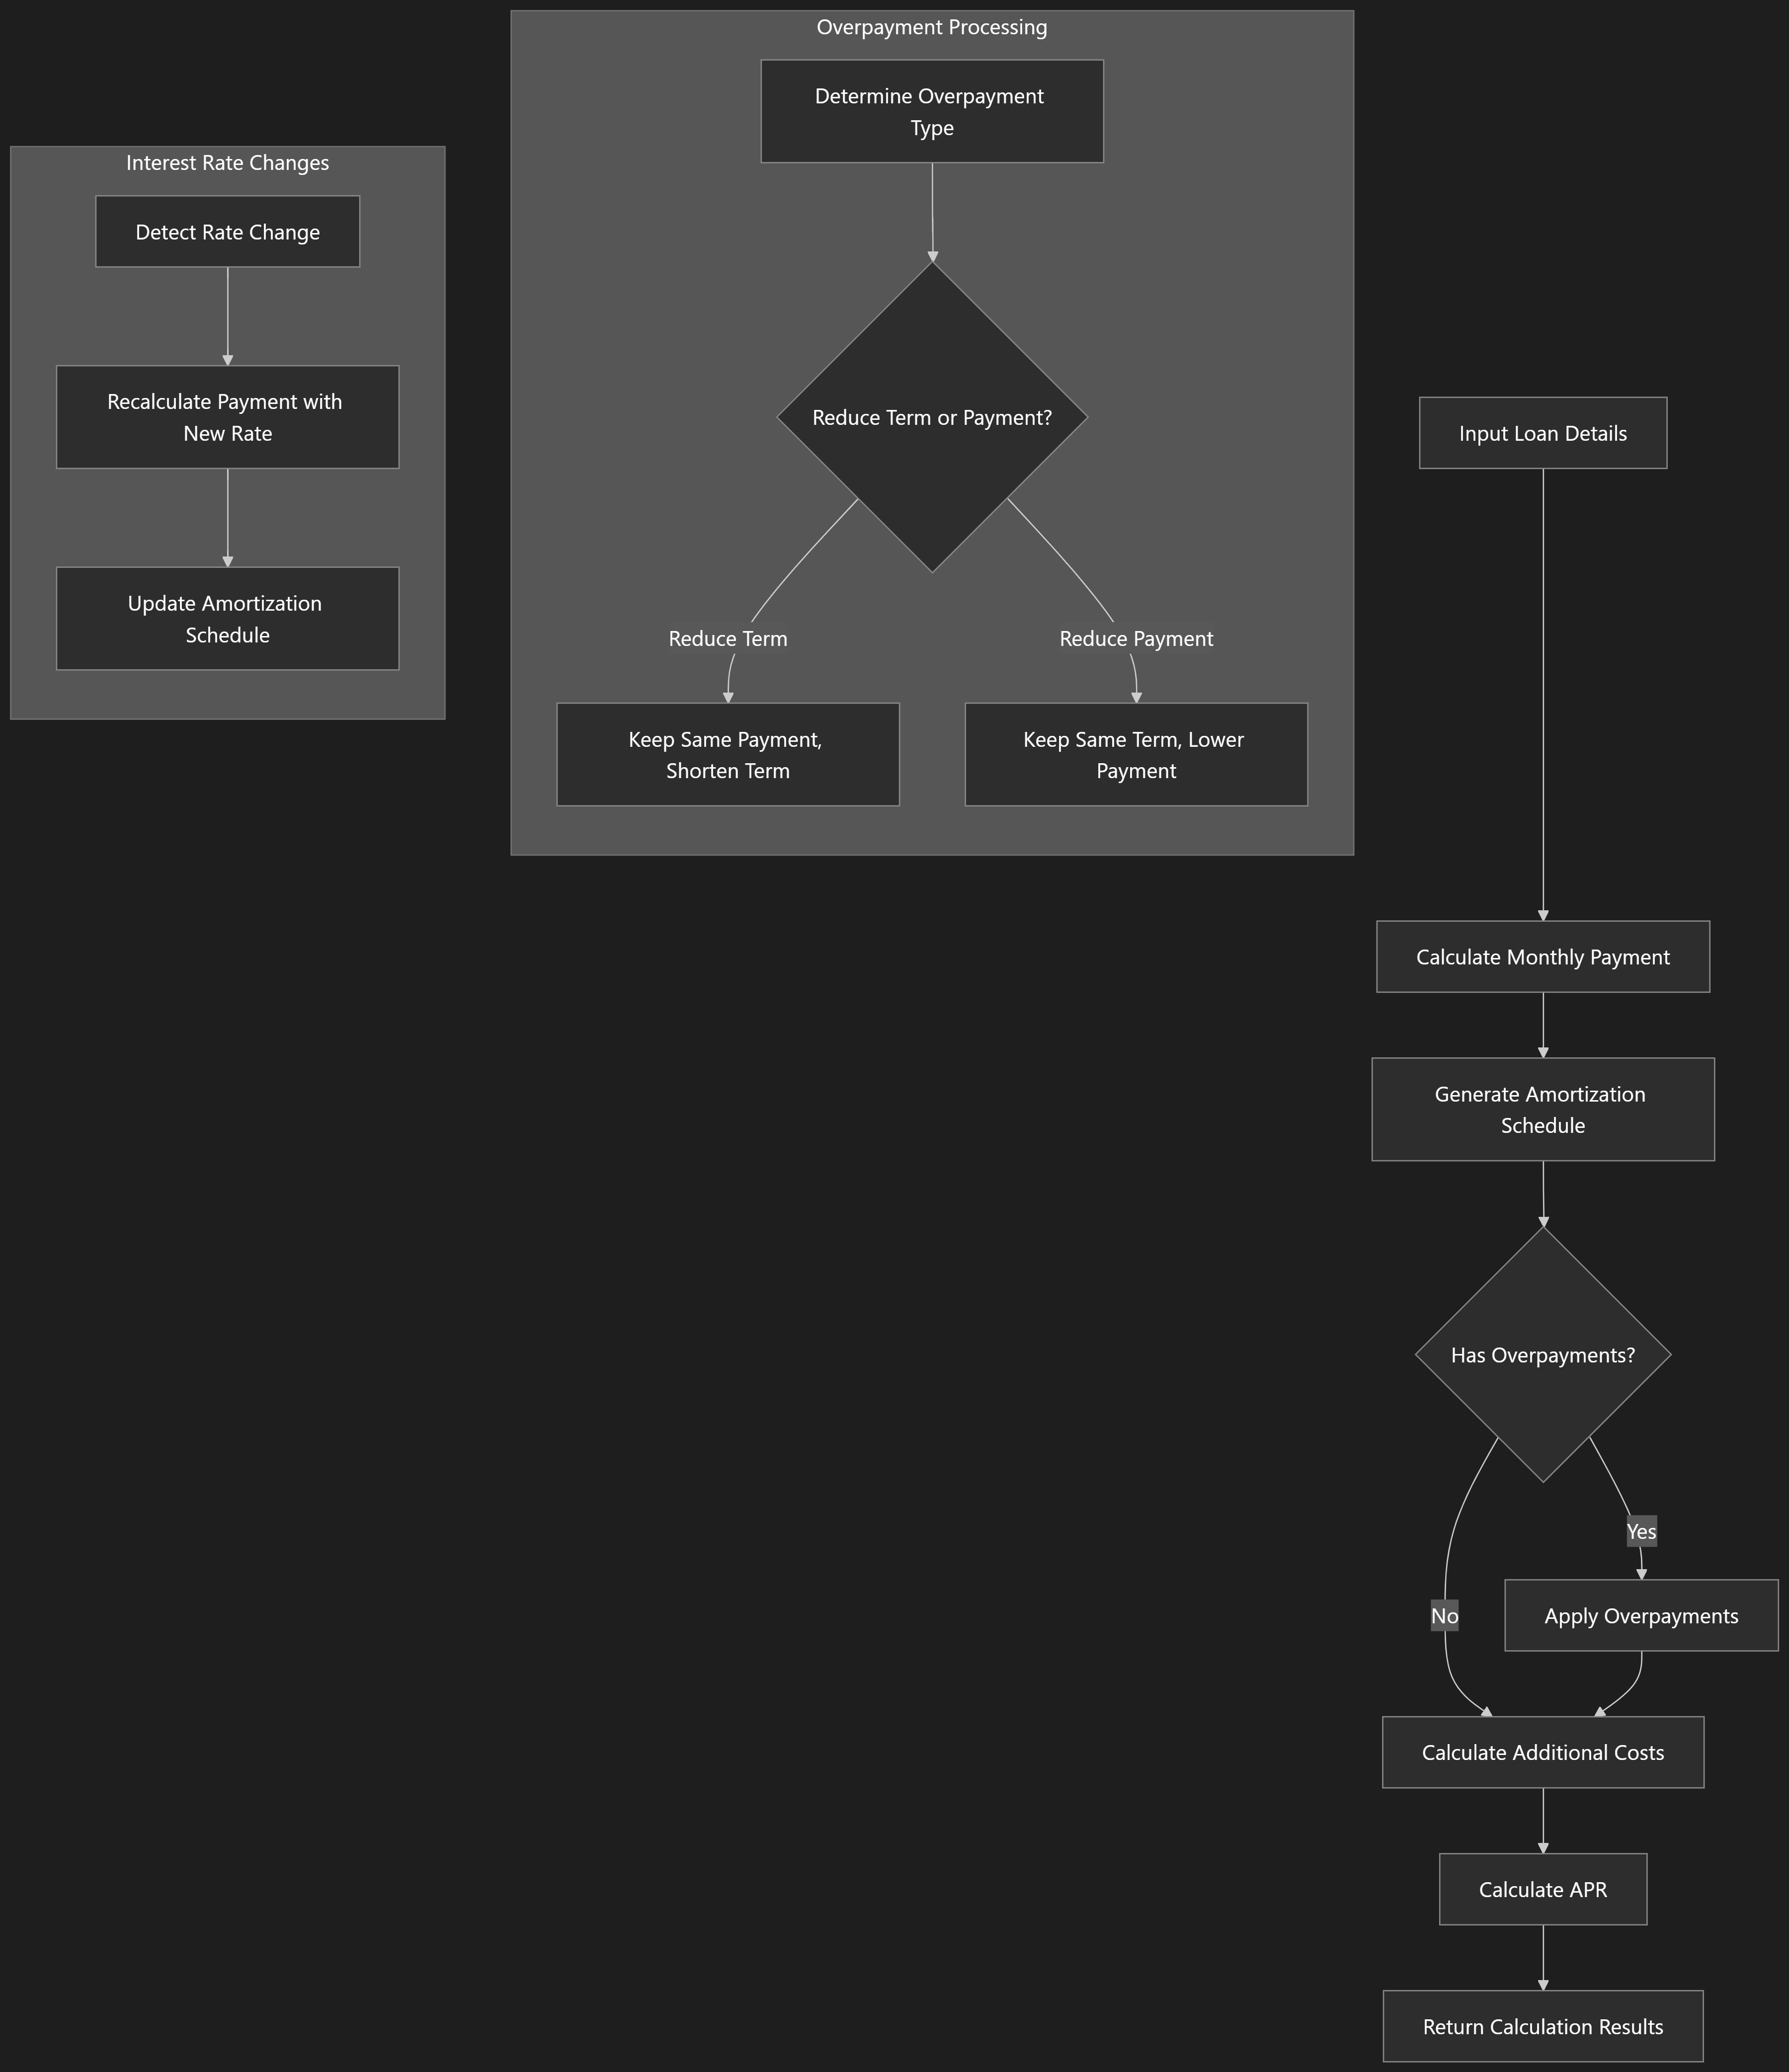 Interest Rate Changes
Detect Rate Change
Recalculate Payment with
New Rate
Update Amortization
Schedule
Overpayment Processing
Determine Overpayment
Type
Reduce Term or Payment?
Reduce Term
Reduce Payment
Keep Same Payment,
Shorten Term
Keep Same Term, Lower
Payment
Input Loan Details
Calculate Monthly Payment
Generate Amortization
Schedule
Has Overpayments?
Yes
No
Apply Overpayments
Calculate Additional Costs
Calculate APR
Return Calculation Results